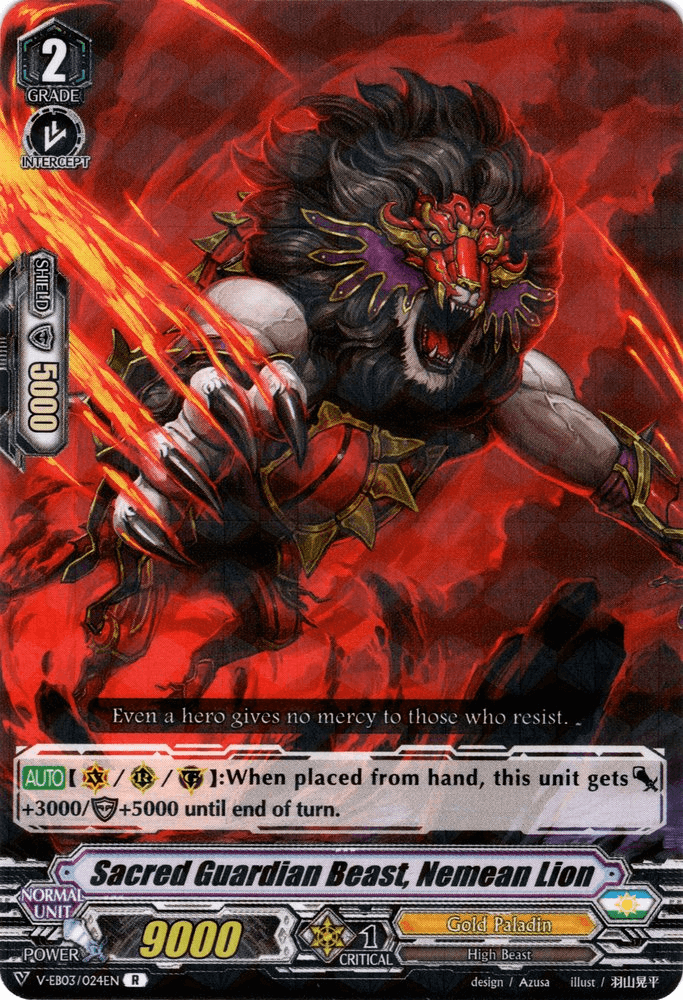 2
GRADE
INTERCEPT
SHIELD 5000
Even a hero gives no mercy to those who resist.
AUTO【V/R/G】:When placed from hand, this unit gets
+3000/+5000 until end of turn.
Sacred Guardian Beast, Nemean Lion
NORMAL
UNIT
POWER 9000
1
CRITICAL
Gold Paladin
High Beast
V-EB03/024EN R
design / Azusa illust / 羽山晃平